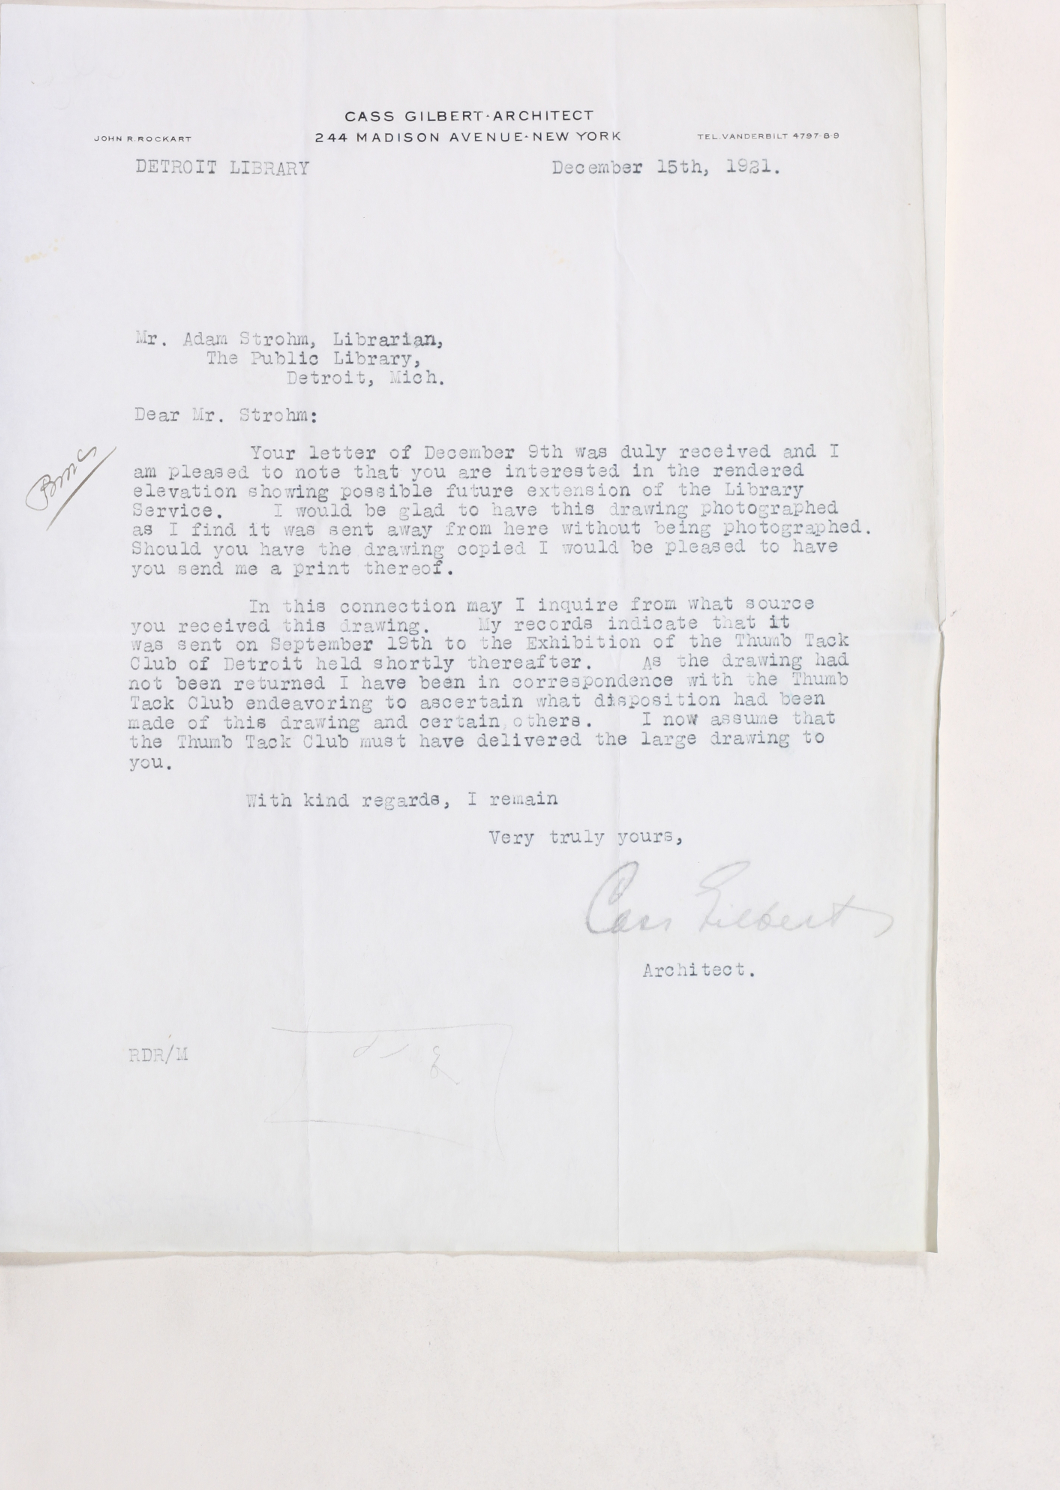 CASS GILBERT·ARCHITECT
JOHN R. ROCKART 244 MADISON AVENUE·NEW YORK TEL. VANDERBILT 4797-8-9
DETROIT LIBRARY December 15th, 1921.
Mr. Adam Strohm, Librarian,
The Public Library,
Detroit, Mich.
Dear Mr. Strohm:
Your letter of December 9th was duly received and I
am pleased to note that you are interested in the rendered
elevation showing possible future extension of the Library
Service. I would be glad to have this drawing photographed
as I find it was sent away from here without being photographed.
Should you have the drawing copied I would be pleased to have
you send me a print thereof.
In this connection may I inquire from what source
you received this drawing. My records indicate that it
was sent on September 19th to the Exhibition of the Thumb Tack
Club of Detroit held shortly thereafter. As the drawing had
not been returned I have been in correspondence with the Thumb
Tack Club endeavoring to ascertain what disposition had been
made of this drawing and certain others. I now assume that
the Thumb Tack Club must have delivered the large drawing to
you.
With kind regards, I remain
Very truly yours,
Cass Gilbert
Architect.
RDR/M